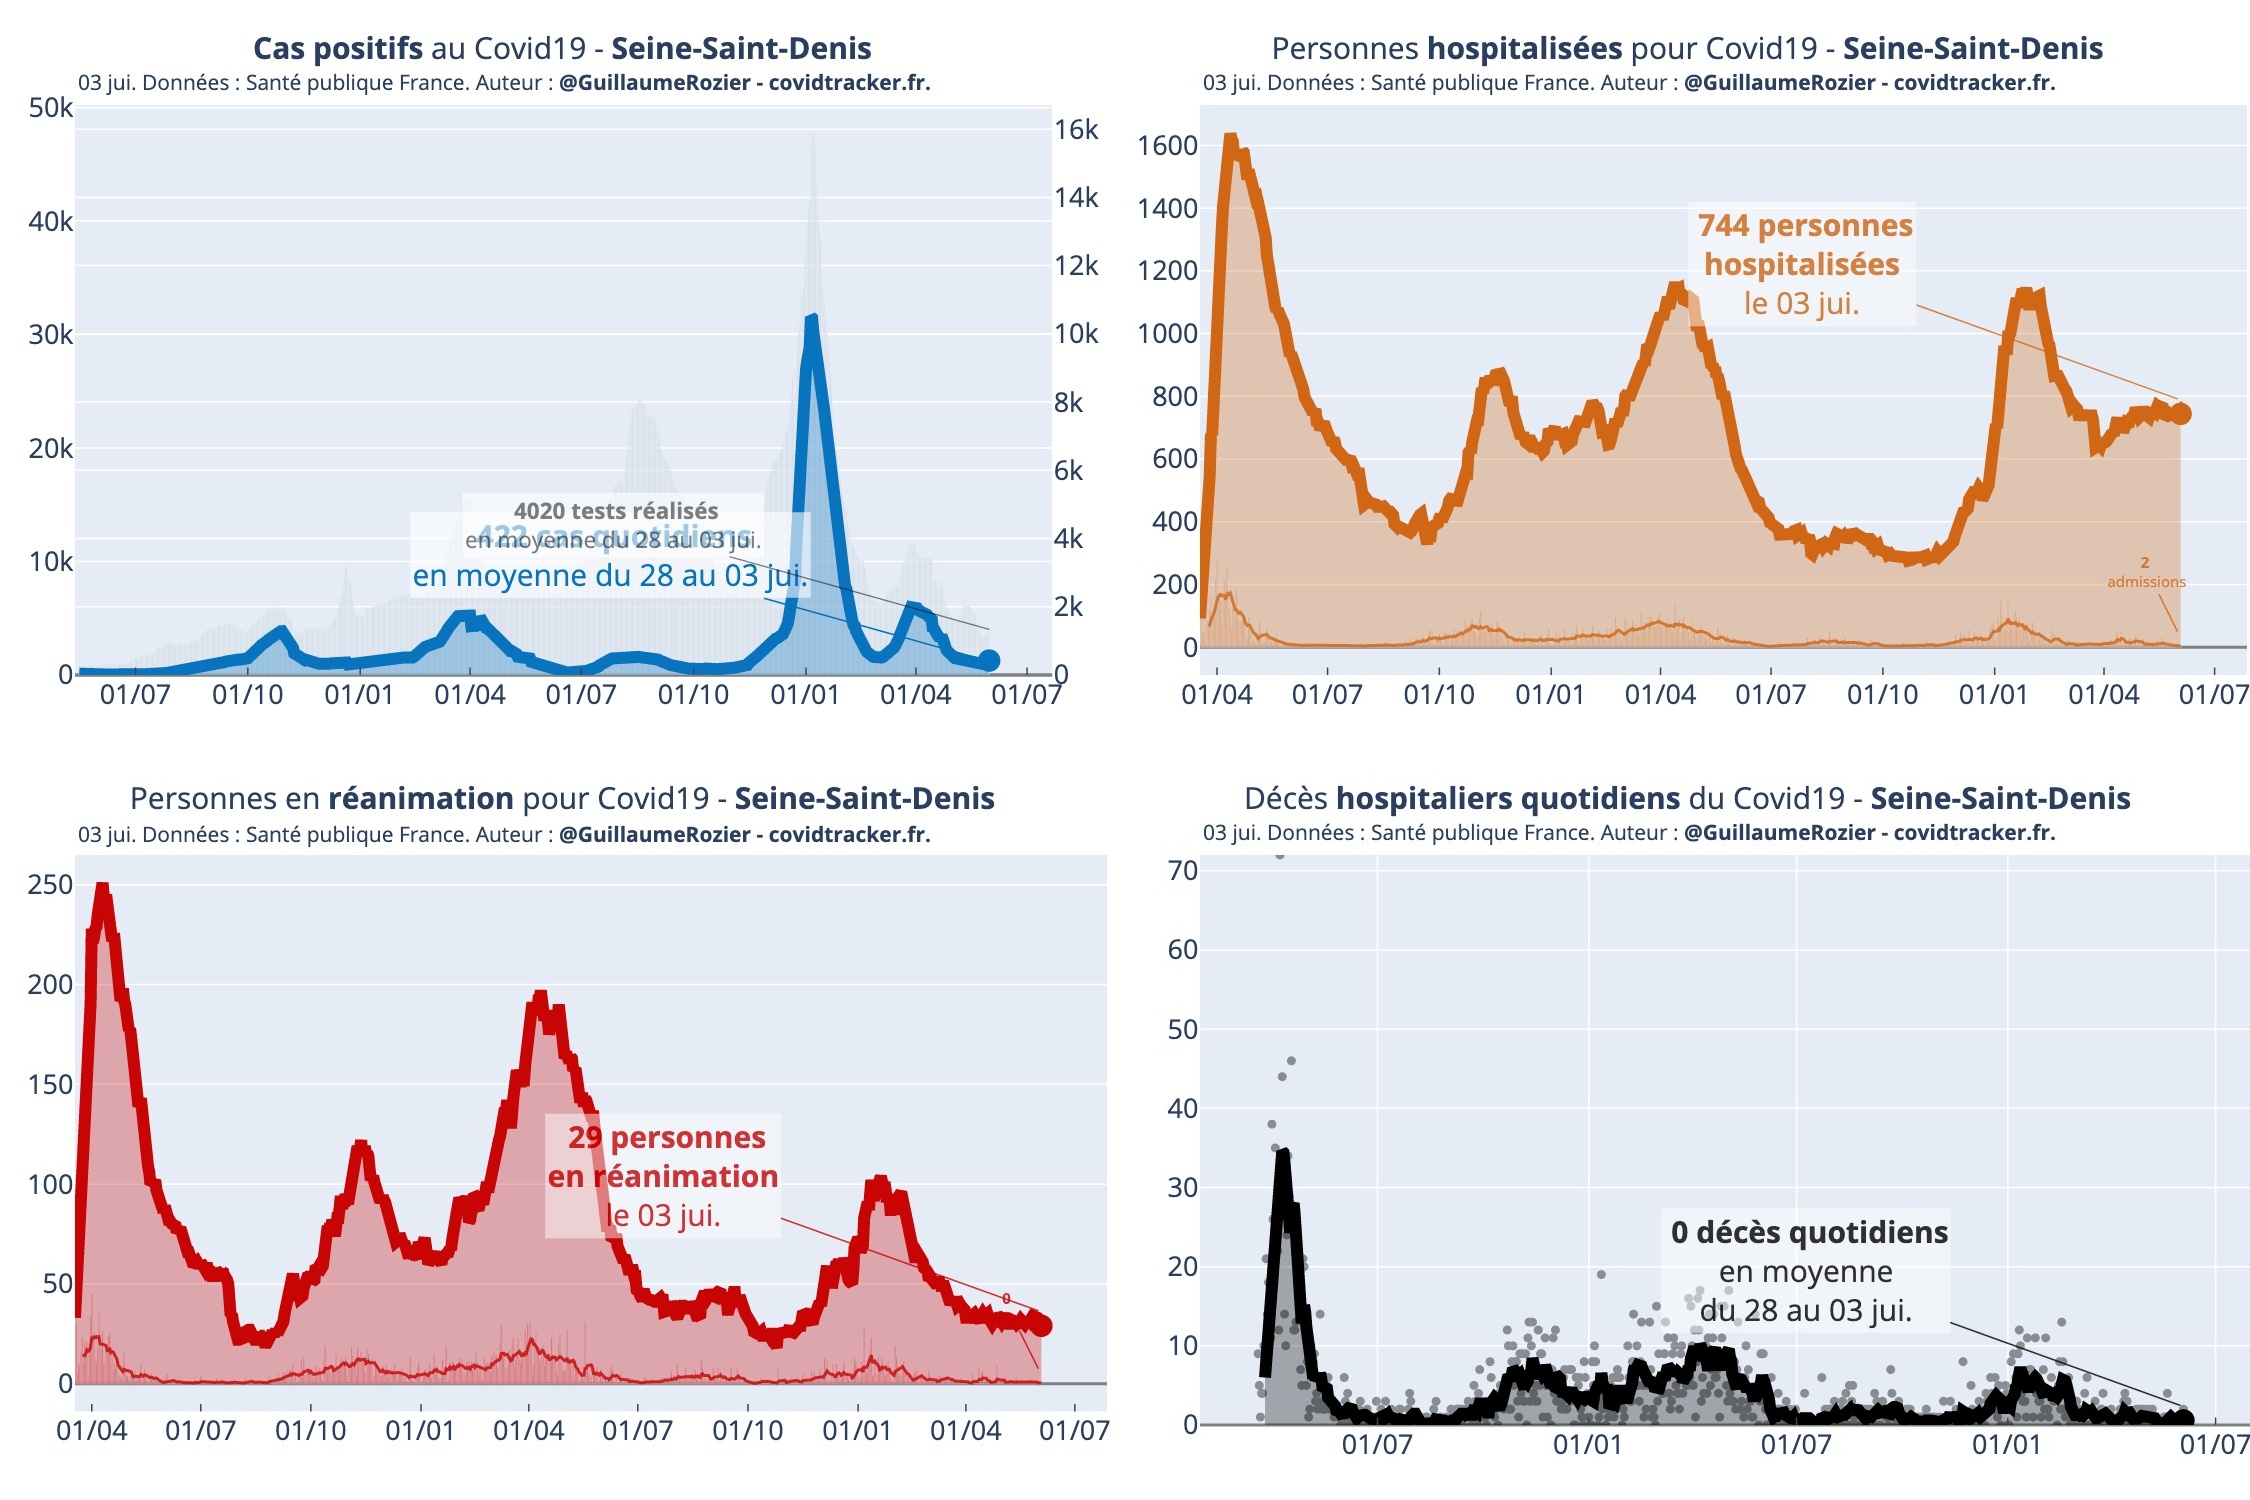 Cas positifs au Covid19 - Seine-Saint-Denis
03 jui. Données : Santé publique France. Auteur : @GuillaumeRozier - covidtracker.fr.
50k
40k
30k
20k
10k
0
16k
14k
12k
10k
8k
6k
4k
2k
0
4020 tests réalisés
en moyenne du 28 au 03 jui.
422 cas quotidiens
en moyenne du 28 au 03 jui.
01/07 01/10 01/01 01/04 01/07 01/10 01/01 01/04 01/07
Personnes hospitalisées pour Covid19 - Seine-Saint-Denis
03 jui. Données : Santé publique France. Auteur : @GuillaumeRozier - covidtracker.fr.
1600
1400
1200
1000
800
600
400
200
0
744 personnes
hospitalisées
le 03 jui.
2
admissions
01/04 01/07 01/10 01/01 01/04 01/07 01/10 01/01 01/04 01/07
Personnes en réanimation pour Covid19 - Seine-Saint-Denis
03 jui. Données : Santé publique France. Auteur : @GuillaumeRozier - covidtracker.fr.
250
200
150
100
50
0
29 personnes
en réanimation
le 03 jui.
0
01/04 01/07 01/10 01/01 01/04 01/07 01/10 01/01 01/04 01/07
Décès hospitaliers quotidiens du Covid19 - Seine-Saint-Denis
03 jui. Données : Santé publique France. Auteur : @GuillaumeRozier - covidtracker.fr.
70
60
50
40
30
20
10
0
0 décès quotidiens
en moyenne
du 28 au 03 jui.
01/07 01/01 01/07 01/01 01/07